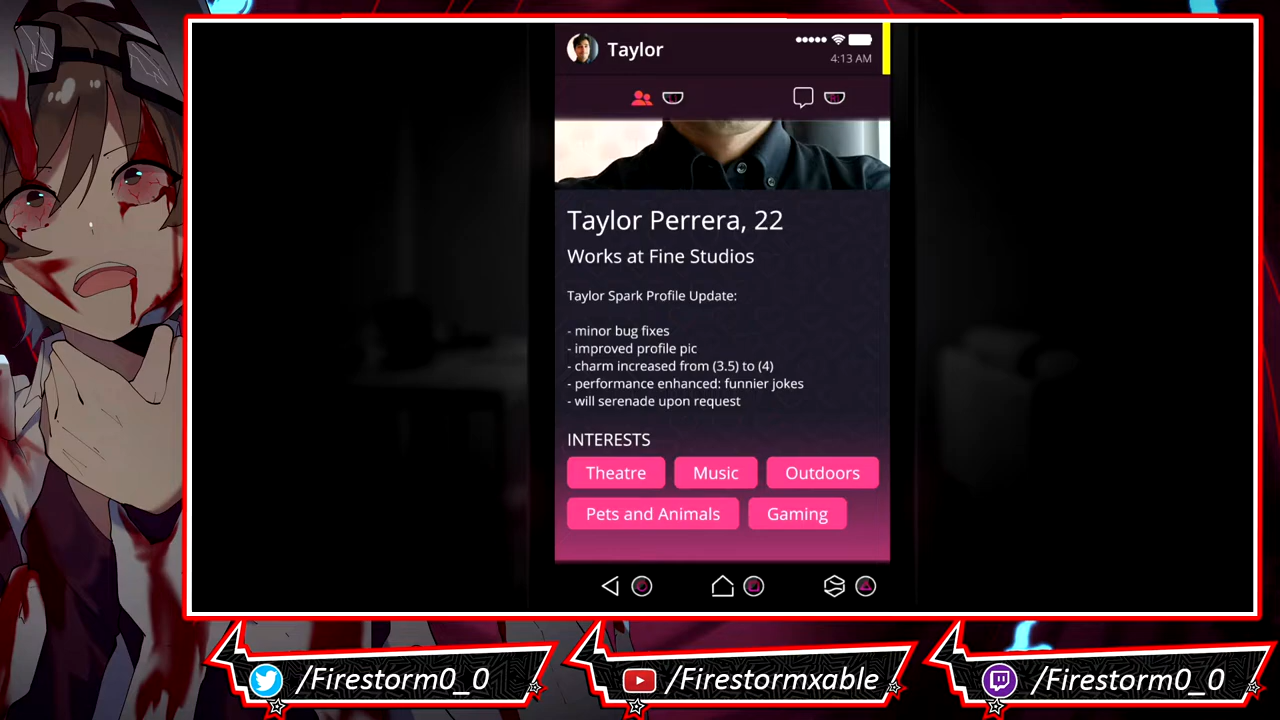 Taylor
4:13 AM
Taylor Perrera, 22
Works at Fine Studios
Taylor Spark Profile Update:
- minor bug fixes
- improved profile pic
- charm increased from (3.5) to (4)
- performance enhanced: funnier jokes
- will serenade upon request
INTERESTS
Theatre
Music
Outdoors
Pets and Animals
Gaming
/Firestorm0_0
/Firestormxable
/Firestorm0_0